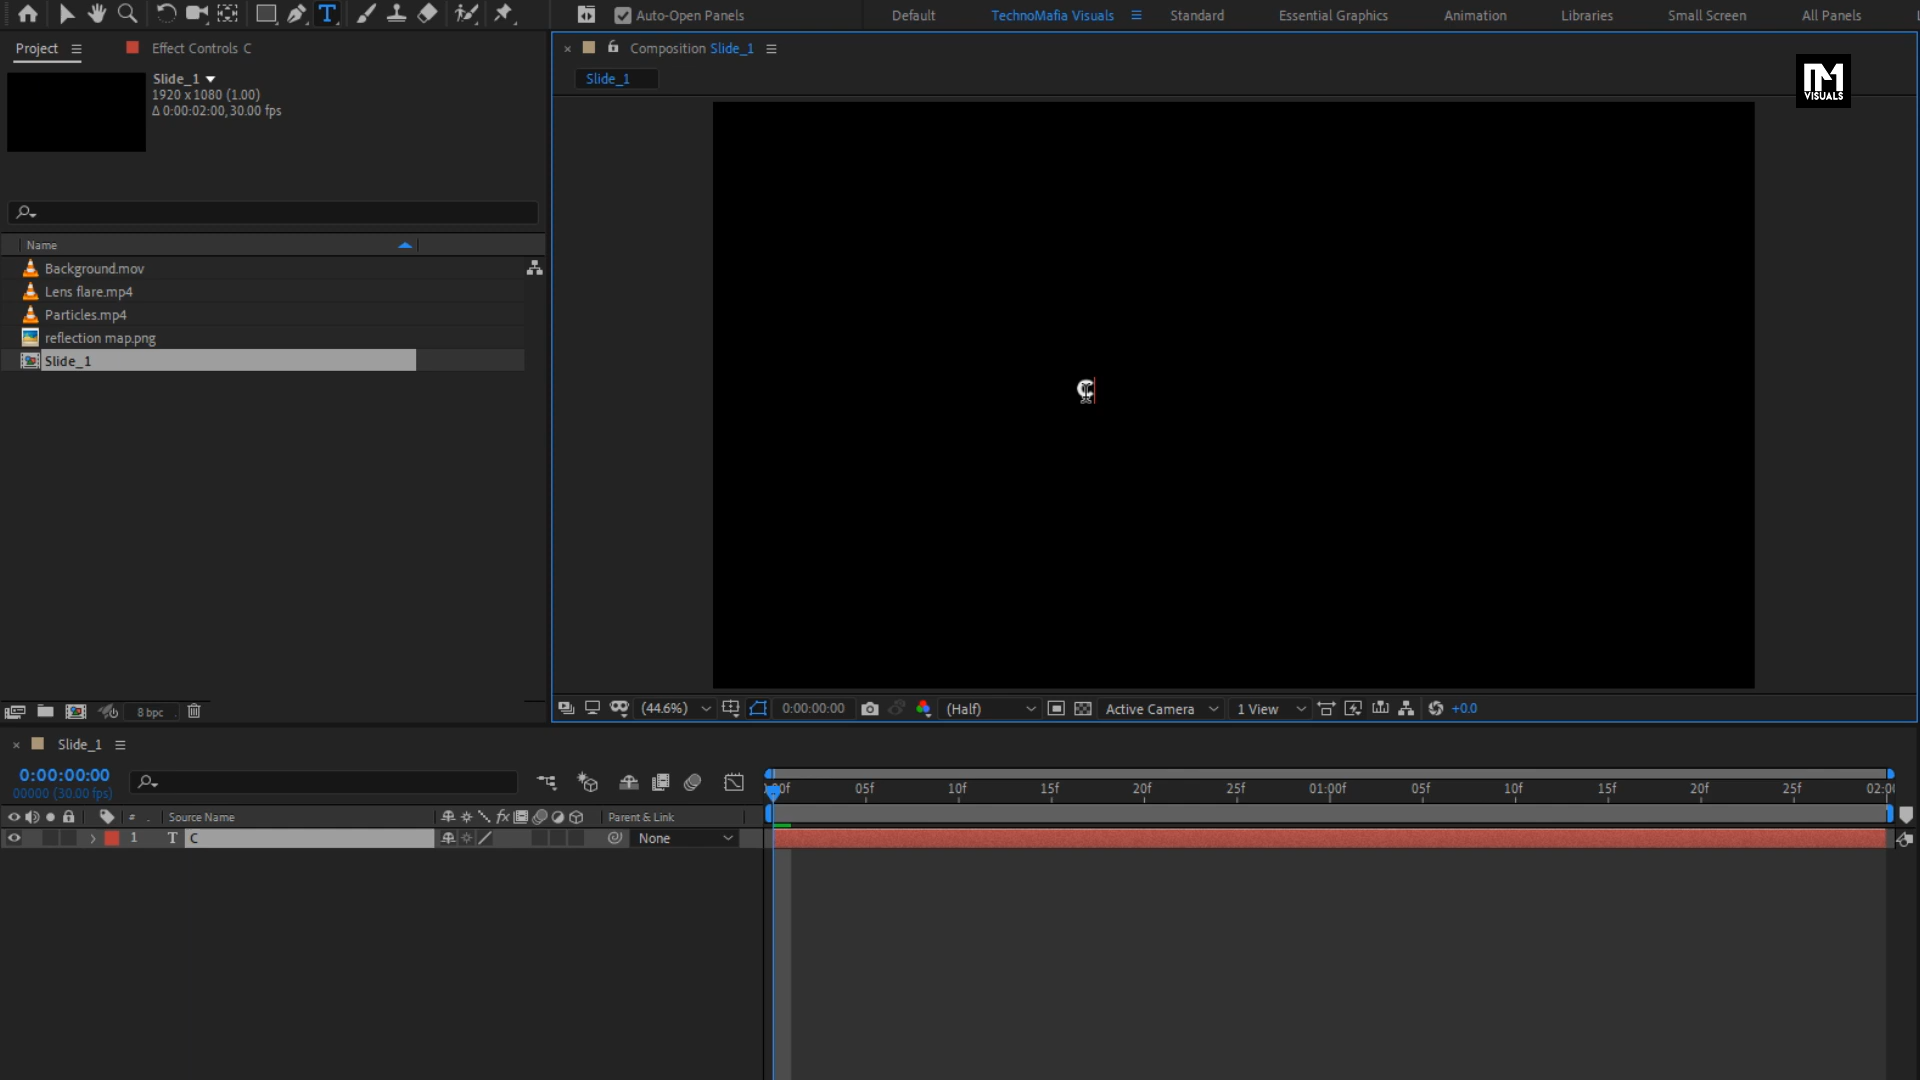 Auto-Open Panels
Default
TechnoMafia Visuals
Standard
Essential Graphics
Animation
Libraries
Small Screen
All Panels
Project
Effect Controls C
Composition Slide_1
Slide_1
1920 x 1080 (1.00)
Δ 0:00:02:00, 30.00 fps
Slide_1
VISUALS
Name
Background.mov
Lens flare.mp4
Particles.mp4
reflection map.png
Slide_1
C
8 bpc
(44.6%)
0:00:00:00
(Half)
Active Camera
1 View
+0.0
Slide_1
0:00:00:00
00000 (30.00 fps)
05f
10f
15f
20f
25f
01:00f
05f
10f
15f
20f
25f
Source Name
Parent & Link
1
T
C
None